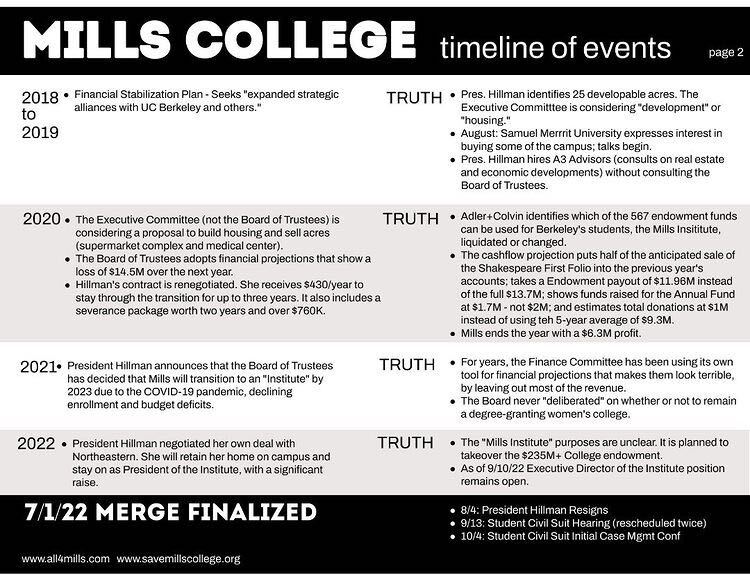 MILLS COLLEGE timeline of events page 2
2018
to
2019
• Financial Stabilization Plan - Seeks "expanded strategic
alliances with UC Berkeley and others."
TRUTH
• Pres. Hillman identifies 25 developable acres. The
Executive Committtee is considering "development" or
"housing."
• August: Samuel Merrrit University expresses interest in
buying some of the campus; talks begin.
• Pres. Hillman hires A3 Advisors (consults on real estate
and economic developments) without consulting the
Board of Trustees.
2020
• The Executive Committee (not the Board of Trustees) is
considering a proposal to build housing and sell acres
(supermarket complex and medical center).
• The Board of Trustees adopts financial projections that show a
loss of $14.5M over the next year.
• Hillman's contract is renegotiated. She receives $430/year to
stay through the transition for up to three years. It also includes a
severance package worth two years and over $760K.
TRUTH
• Adler+Colvin identifies which of the 567 endowment funds
can be used for Berkeley's students, the Mills Insititute,
liquidated or changed.
• The cashflow projection puts half of the anticipated sale of
the Shakespeare First Folio into the previous year's
accounts; takes a Endowment payout of $11.96M instead
of the full $13.7M; shows funds raised for the Annual Fund
at $1.7M - not $2M; and estimates total donations at $1M
instead of using teh 5-year average of $9.3M.
• Mills ends the year with a $6.3M profit.
2021
• President Hillman announces that the Board of Trustees
has decided that Mills will transition to an "Institute" by
2023 due to the COVID-19 pandemic, declining
enrollment and budget deficits.
TRUTH
• For years, the Finance Committee has been using its own
tool for financial projections that makes them look terrible,
by leaving out most of the revenue.
• The Board never "deliberated" on whether or not to remain
a degree-granting women's college.
2022
• President Hillman negotiated her own deal with
Northeastern. She will retain her home on campus and
stay on as President of the Institute, with a significant
raise.
TRUTH
• The "Mills Institute" purposes are unclear. It is planned to
takeover the $235M+ College endowment.
• As of 9/10/22 Executive Director of the Institute position
remains open.
7/1/22 MERGE FINALIZED
• 8/4: President Hillman Resigns
• 9/13: Student Civil Suit Hearing (rescheduled twice)
• 10/4: Student Civil Suit Initial Case Mgmt Conf
www.all4mills.com www.savemillscollege.org